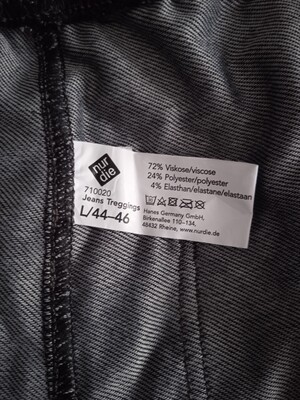 nur
die
710020
Jeans Treggings
L/44-46
72% Viskose/viscose
24% Polyester/polyester
4% Elasthan/elastane/elastaan
Hanes Germany GmbH,
Birkenallee 110-134,
48432 Rheine, www.nurdie.de